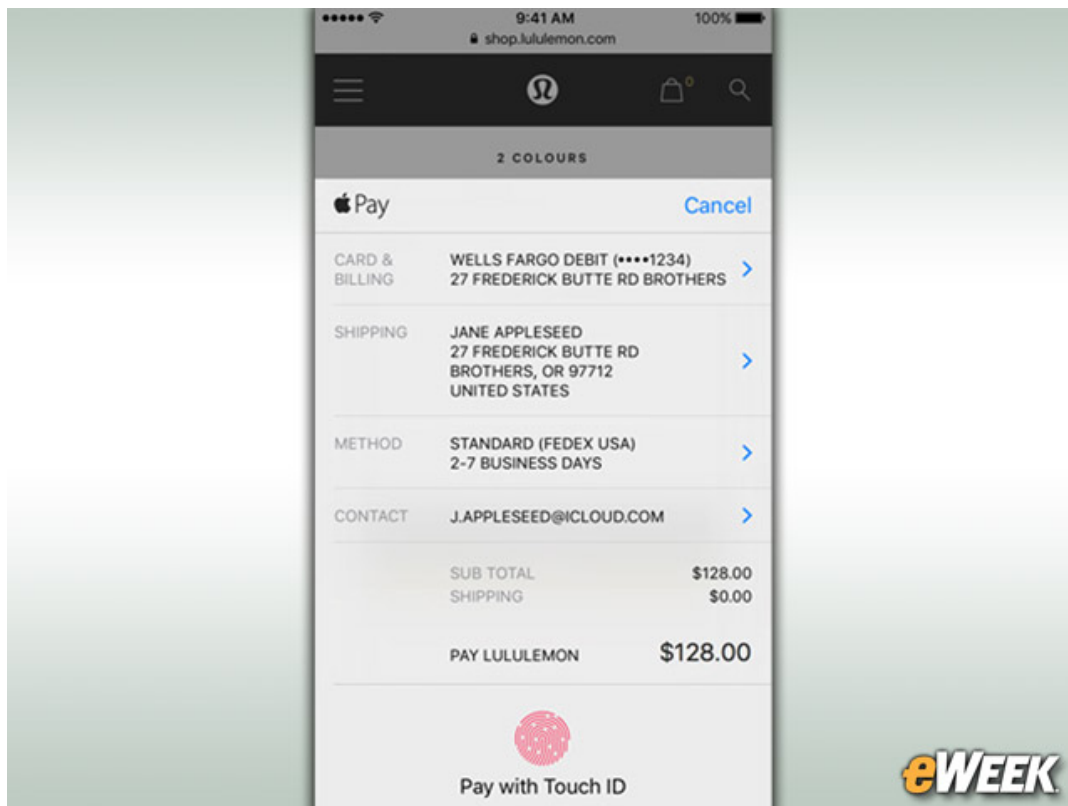 9:41 AM
100%
shop.lululemon.com
0
2 COLOURS
Pay
Cancel
CARD &
BILLING
WELLS FARGO DEBIT (••••1234)
27 FREDERICK BUTTE RD BROTHERS
SHIPPING
JANE APPLESEED
27 FREDERICK BUTTE RD
BROTHERS, OR 97712
UNITED STATES
METHOD
STANDARD (FEDEX USA)
2-7 BUSINESS DAYS
CONTACT
J.APPLESEED@ICLOUD.COM
SUB TOTAL $128.00
SHIPPING $0.00
PAY LULULEMON $128.00
Pay with Touch ID
eWEEK